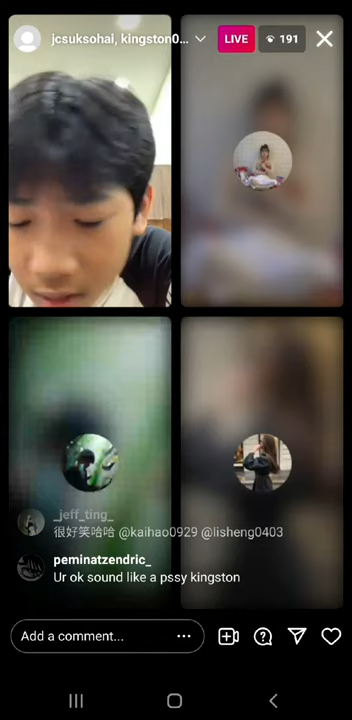 jcsuksohai, kingston0...
LIVE
191
_jeff_ting_
很好笑哈哈 @kaihao0929 @lisheng0403
peminatzendric_
Ur ok sound like a pssy kingston
Add a comment...